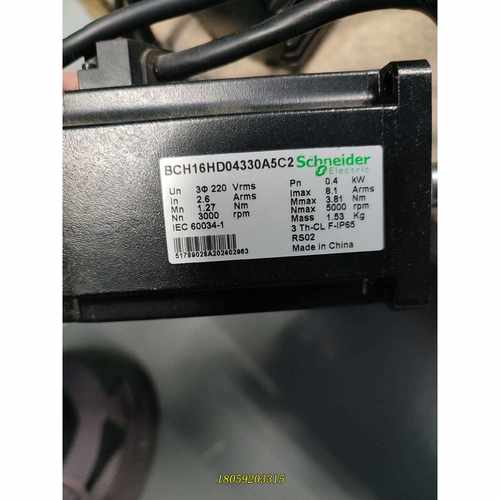 BCH16HD04330A5C2 Schneider Electric
Un 3Φ 220 Vrms Pn 0.4 kW
In 2.6 Arms Imax 8.1 Arms
Mn 1.27 Nm Mmax 3.81 Nm
Nn 3000 rpm Nmax 5000 rpm
IEC 60034-1 Mass 1.53 Kg
3 Th-CL F-IP65
RS02
Made in China
51789028A202402963
18059203315